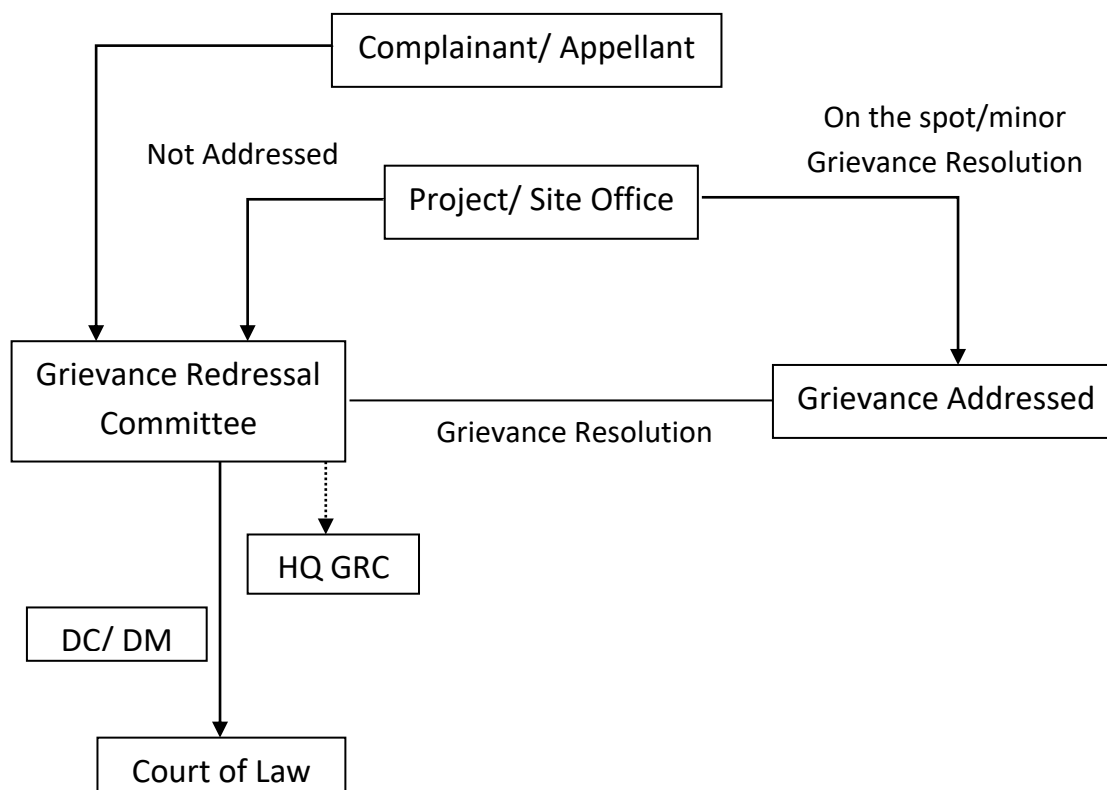 Complainant/ Appellant
On the spot/minor
Grievance Resolution
Not Addressed
Project/ Site Office
Grievance Redressal
Committee
Grievance Addressed
Grievance Resolution
HQ GRC
DC/ DM
Court of Law